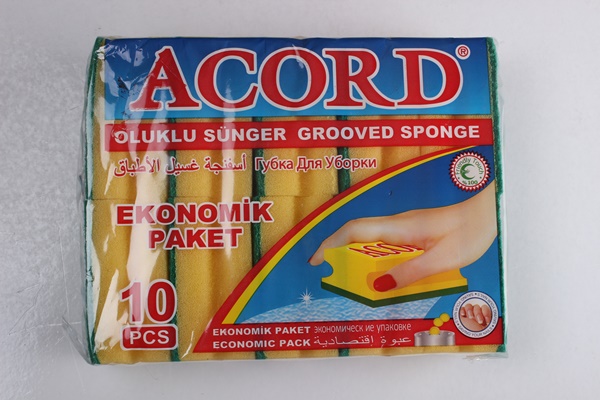 ACORD®
OLUKLU SÜNGER GROOVED SPONGE
أسفنجة غسيل الأطباق Губка Для Уборки
EKONOMİK
PAKET
10
PCS
ACORD
EKONOMİK PAKET экономическ ие упаковке
ECONOMIC PACK عبوة اقتصادية